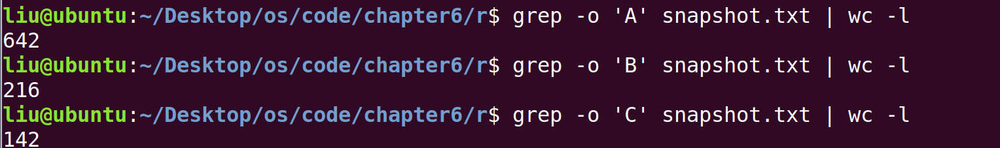 liu@ubuntu:~/Desktop/os/code/chapter6/r$ grep -o 'A' snapshot.txt | wc -l
642
liu@ubuntu:~/Desktop/os/code/chapter6/r$ grep -o 'B' snapshot.txt | wc -l
216
liu@ubuntu:~/Desktop/os/code/chapter6/r$ grep -o 'C' snapshot.txt | wc -l
142